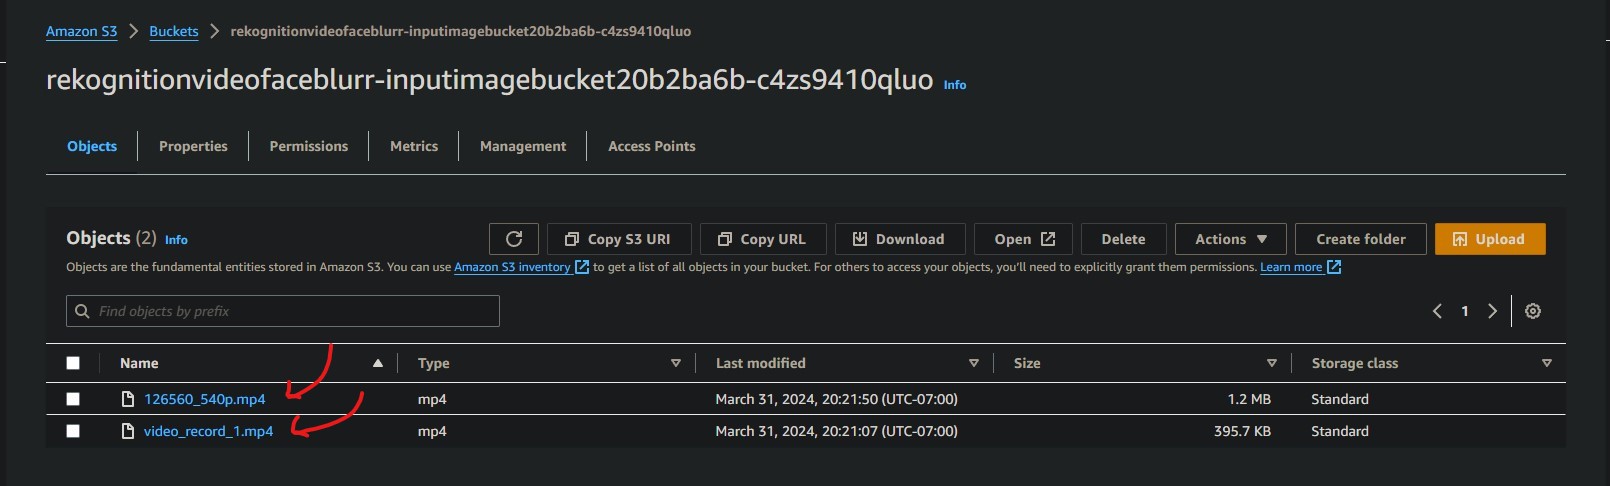 Amazon S3 > Buckets > rekognitionvideofaceblurr-inputimagebucket20b2ba6b-c4zs9410qluo
rekognitionvideofaceblurr-inputimagebucket20b2ba6b-c4zs9410qluo Info
Objects Properties Permissions Metrics Management Access Points
Objects (2) Info Copy S3 URI Copy URL Download Open Delete Actions Create folder Upload
Objects are the fundamental entities stored in Amazon S3. You can use Amazon S3 inventory to get a list of all objects in your bucket. For others to access your objects, you'll need to explicitly grant them permissions. Learn more
Find objects by prefix 1
Name Type Last modified Size Storage class
126560_540p.mp4 mp4 March 31, 2024, 20:21:50 (UTC-07:00) 1.2 MB Standard
video_record_1.mp4 mp4 March 31, 2024, 20:21:07 (UTC-07:00) 395.7 KB Standard